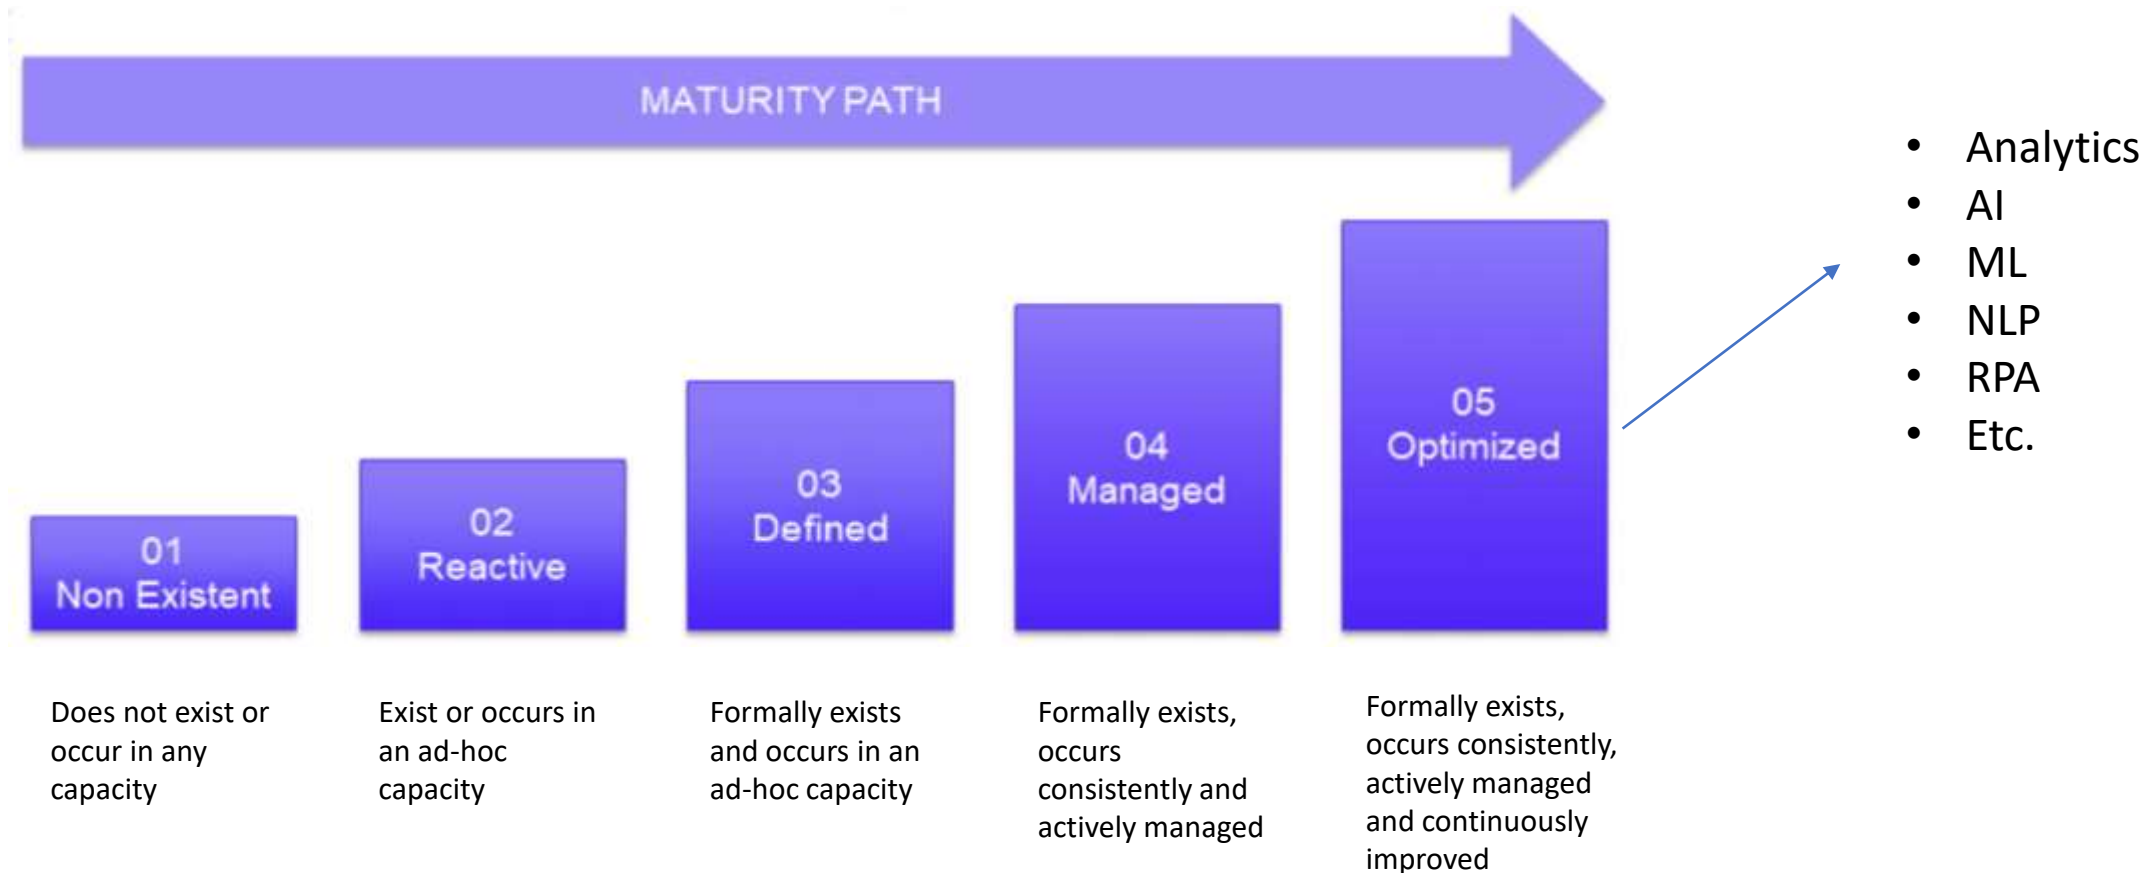 MATURITY PATH
• Analytics
• AI
• ML
• NLP
• RPA
• Etc.
01
Non Existent
02
Reactive
03
Defined
04
Managed
05
Optimized
Does not exist or
occur in any
capacity
Exist or occurs in
an ad-hoc
capacity
Formally exists
and occurs in an
ad-hoc capacity
Formally exists,
occurs
consistently and
actively managed
Formally exists,
occurs consistently,
actively managed
and continuously
improved